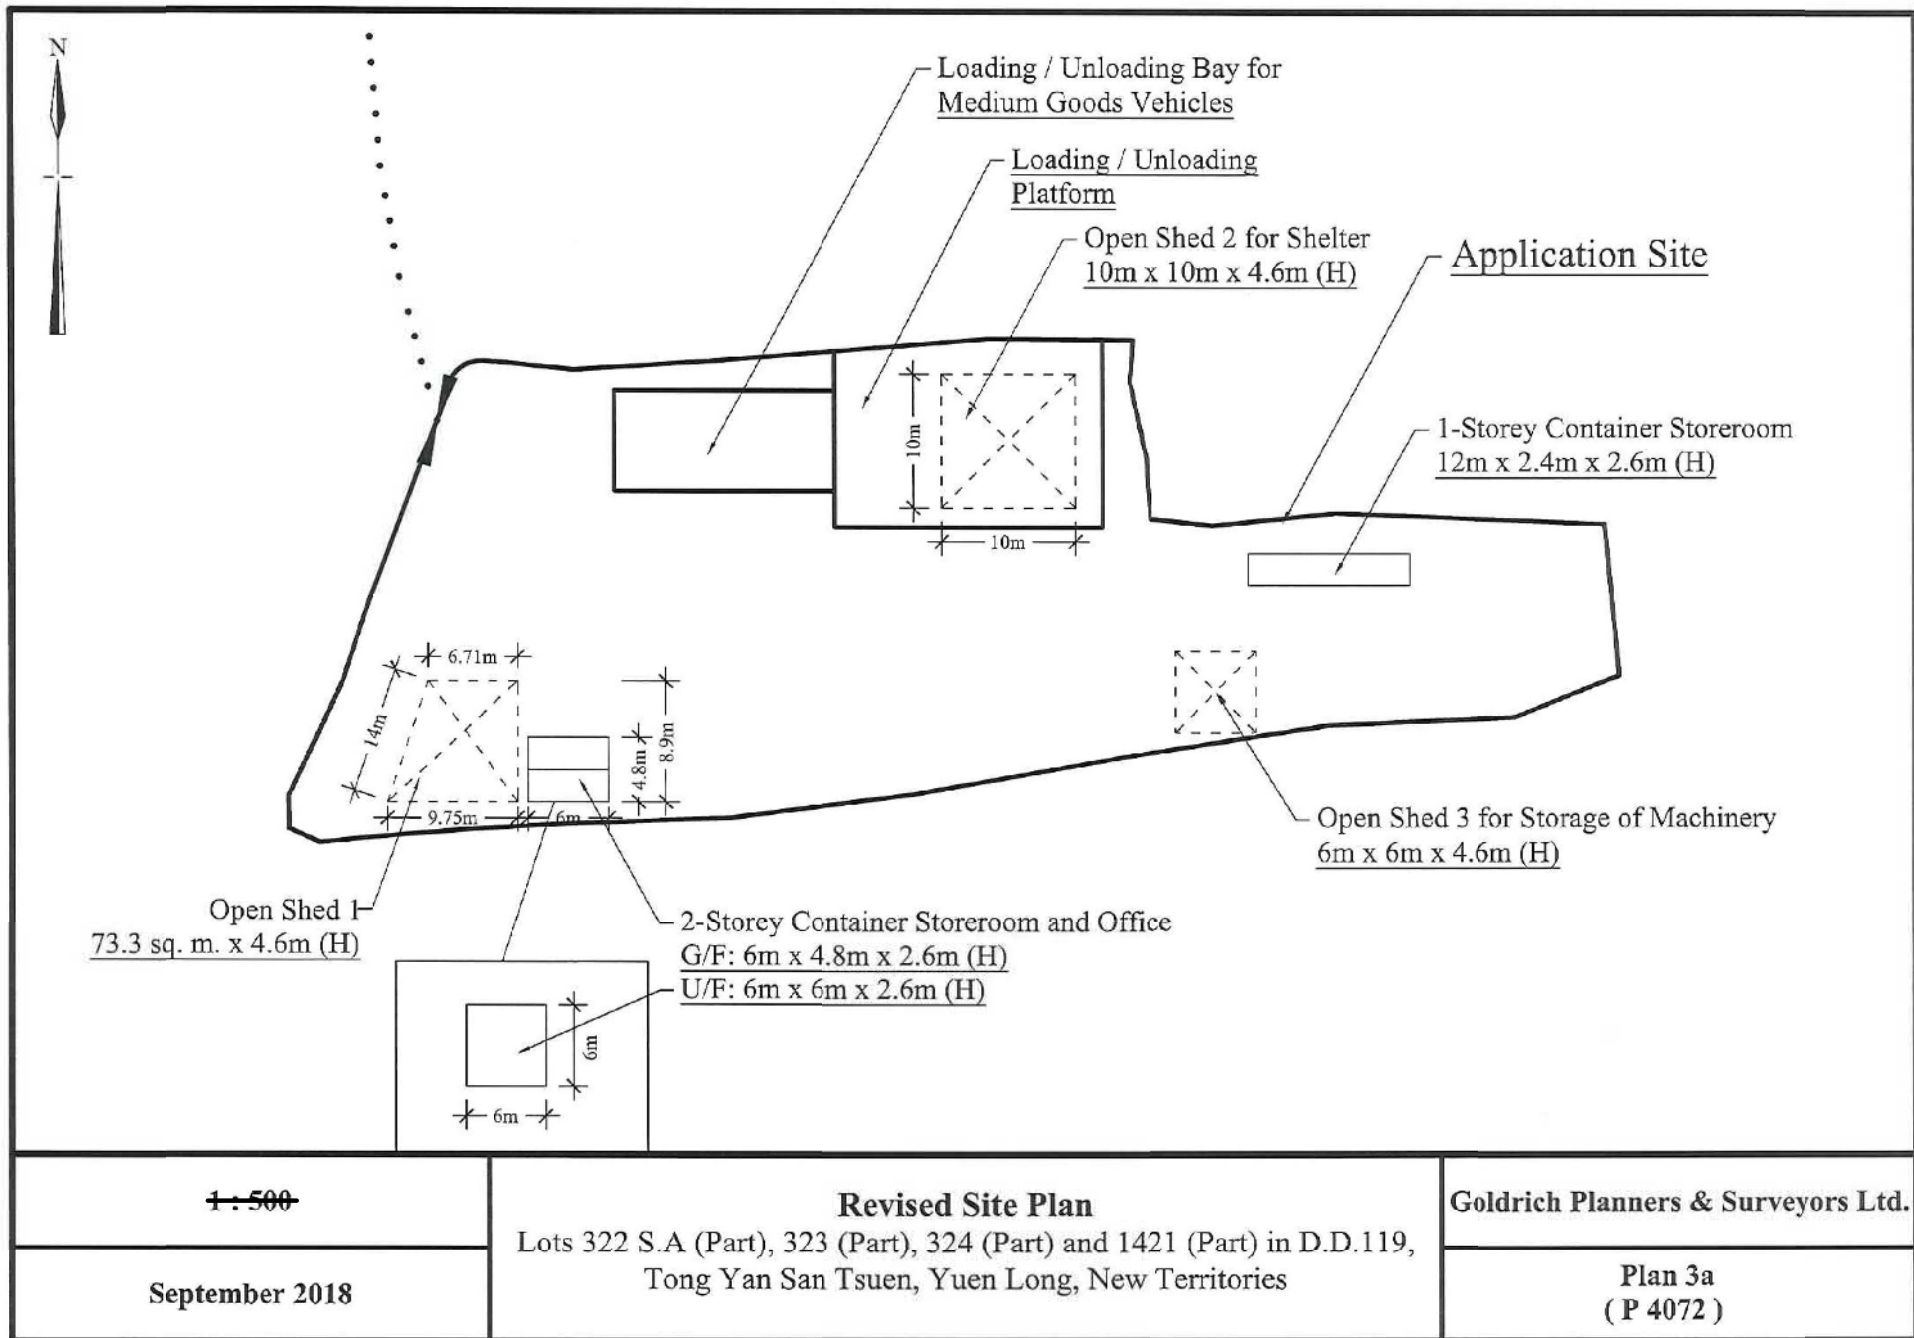 N
Loading / Unloading Bay for
Medium Goods Vehicles
Loading / Unloading
Platform
Open Shed 2 for Shelter
10m x 10m x 4.6m (H)
Application Site
1-Storey Container Storeroom
12m x 2.4m x 2.6m (H)
10m
10m
6.71m
14m
9.75m
6m
4.8m
8.9m
Open Shed 3 for Storage of Machinery
6m x 6m x 4.6m (H)
Open Shed 1
73.3 sq. m. x 4.6m (H)
2-Storey Container Storeroom and Office
G/F: 6m x 4.8m x 2.6m (H)
U/F: 6m x 6m x 2.6m (H)
6m
6m
1 : 500
September 2018
Revised Site Plan
Lots 322 S.A (Part), 323 (Part), 324 (Part) and 1421 (Part) in D.D.119,
Tong Yan San Tsuen, Yuen Long, New Territories
Goldrich Planners & Surveyors Ltd.
Plan 3a
( P 4072 )